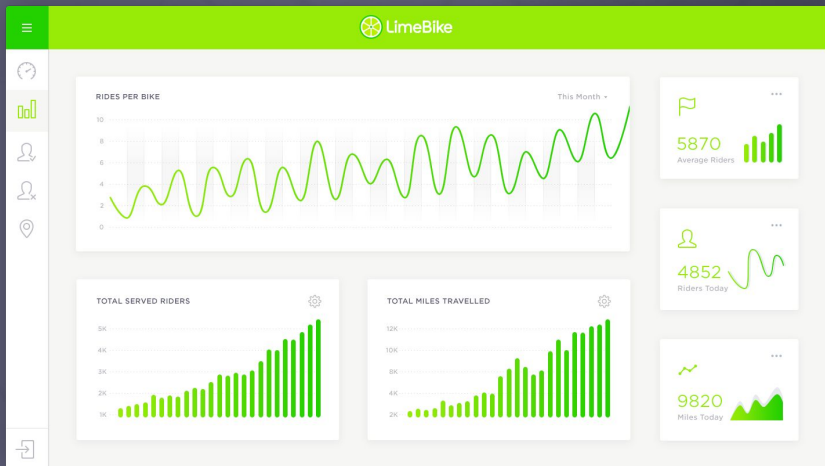 LimeBike
RIDES PER BIKE
This Month
10
8
6
4
2
0
5870
Average Riders
4852
Riders Today
TOTAL SERVED RIDERS
5K
4K
3K
2K
1K
TOTAL MILES TRAVELLED
12K
10K
8K
4K
2K
9820
Miles Today